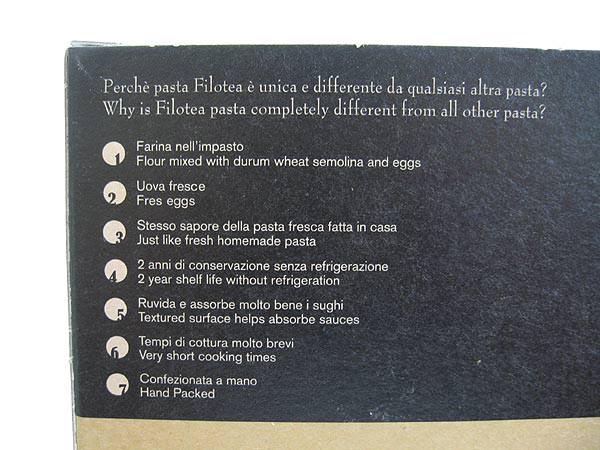 Perchè pasta Filotea è unica e differente da qualsiasi altra pasta?
Why is Filotea pasta completely different from all other pasta?
1 Farina nell'impasto
Flour mixed with durum wheat semolina and eggs
2 Uova fresce
Fres eggs
3 Stesso sapore della pasta fresca fatta in casa
Just like fresh homemade pasta
4 2 anni di conservazione senza refrigerazione
2 year shelf life without refrigeration
5 Ruvida e assorbe molto bene i sughi
Textured surface helps absorbe sauces
6 Tempi di cottura molto brevi
Very short cooking times
7 Confezionata a mano
Hand Packed